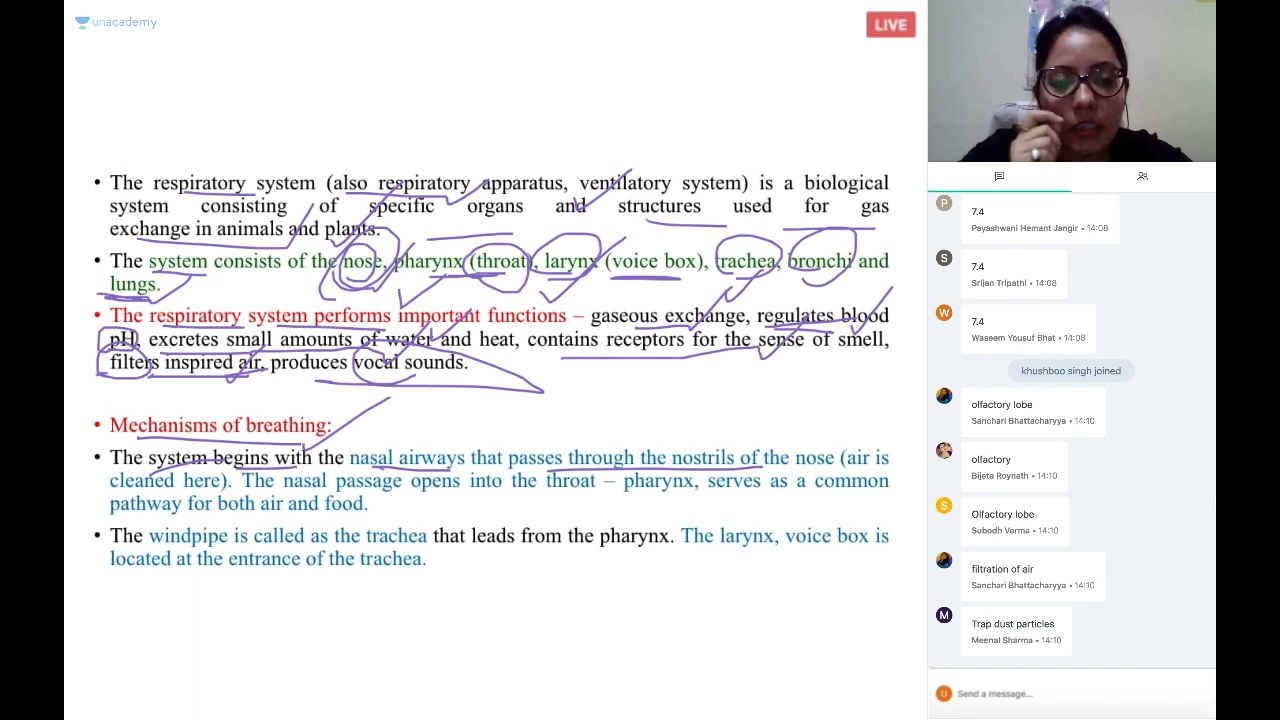 unacademy
LIVE
• The respiratory system (also respiratory apparatus, ventilatory system) is a biological
system consisting of specific organs and structures used for gas
exchange in animals and plants.
• The system consists of the nose, pharynx (throat), larynx (voice box), trachea, bronchi and
lungs.
• The respiratory system performs important functions – gaseous exchange, regulates blood
pH, excretes small amounts of water and heat, contains receptors for the sense of smell,
filters inspired air, produces vocal sounds.
• Mechanisms of breathing:
• The system begins with the nasal airways that passes through the nostrils of the nose (air is
cleaned here). The nasal passage opens into the throat – pharynx, serves as a common
pathway for both air and food.
• The windpipe is called as the trachea that leads from the pharynx. The larynx, voice box is
located at the entrance of the trachea.
P
7.4
Payashwani Hemant Jangir • 14:08
S
7.4
Srijan Tripathi • 14:08
W
7.4
Waseem Yousuf Bhat • 14:08
khushboo singh joined
olfactory lobe
Sanchari Bhattacharyya • 14:10
olfactory
Bijeta Roynath • 14:10
S
Olfactory lobe
Subodh Verma • 14:10
filtration of air
Sanchari Bhattacharyya • 14:10
M
Trap dust particles
Meenal Sharma • 14:10
U
Send a message...